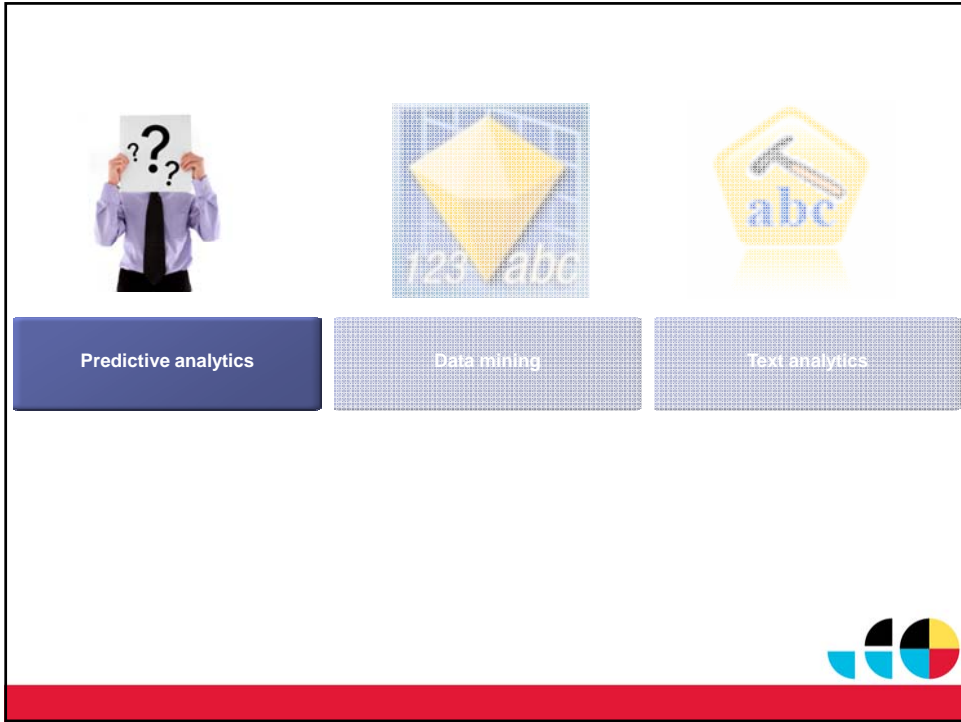 ? ? ?
123 abc
abc
Predictive analytics
Data mining
Text analytics